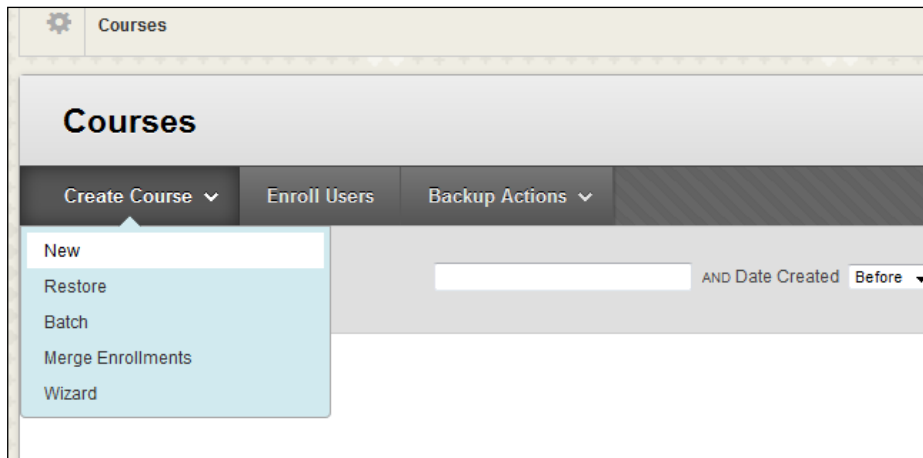 Courses
Courses
Create Course Enroll Users Backup Actions
New
AND Date Created Before
Restore
Batch
Merge Enrollments
Wizard